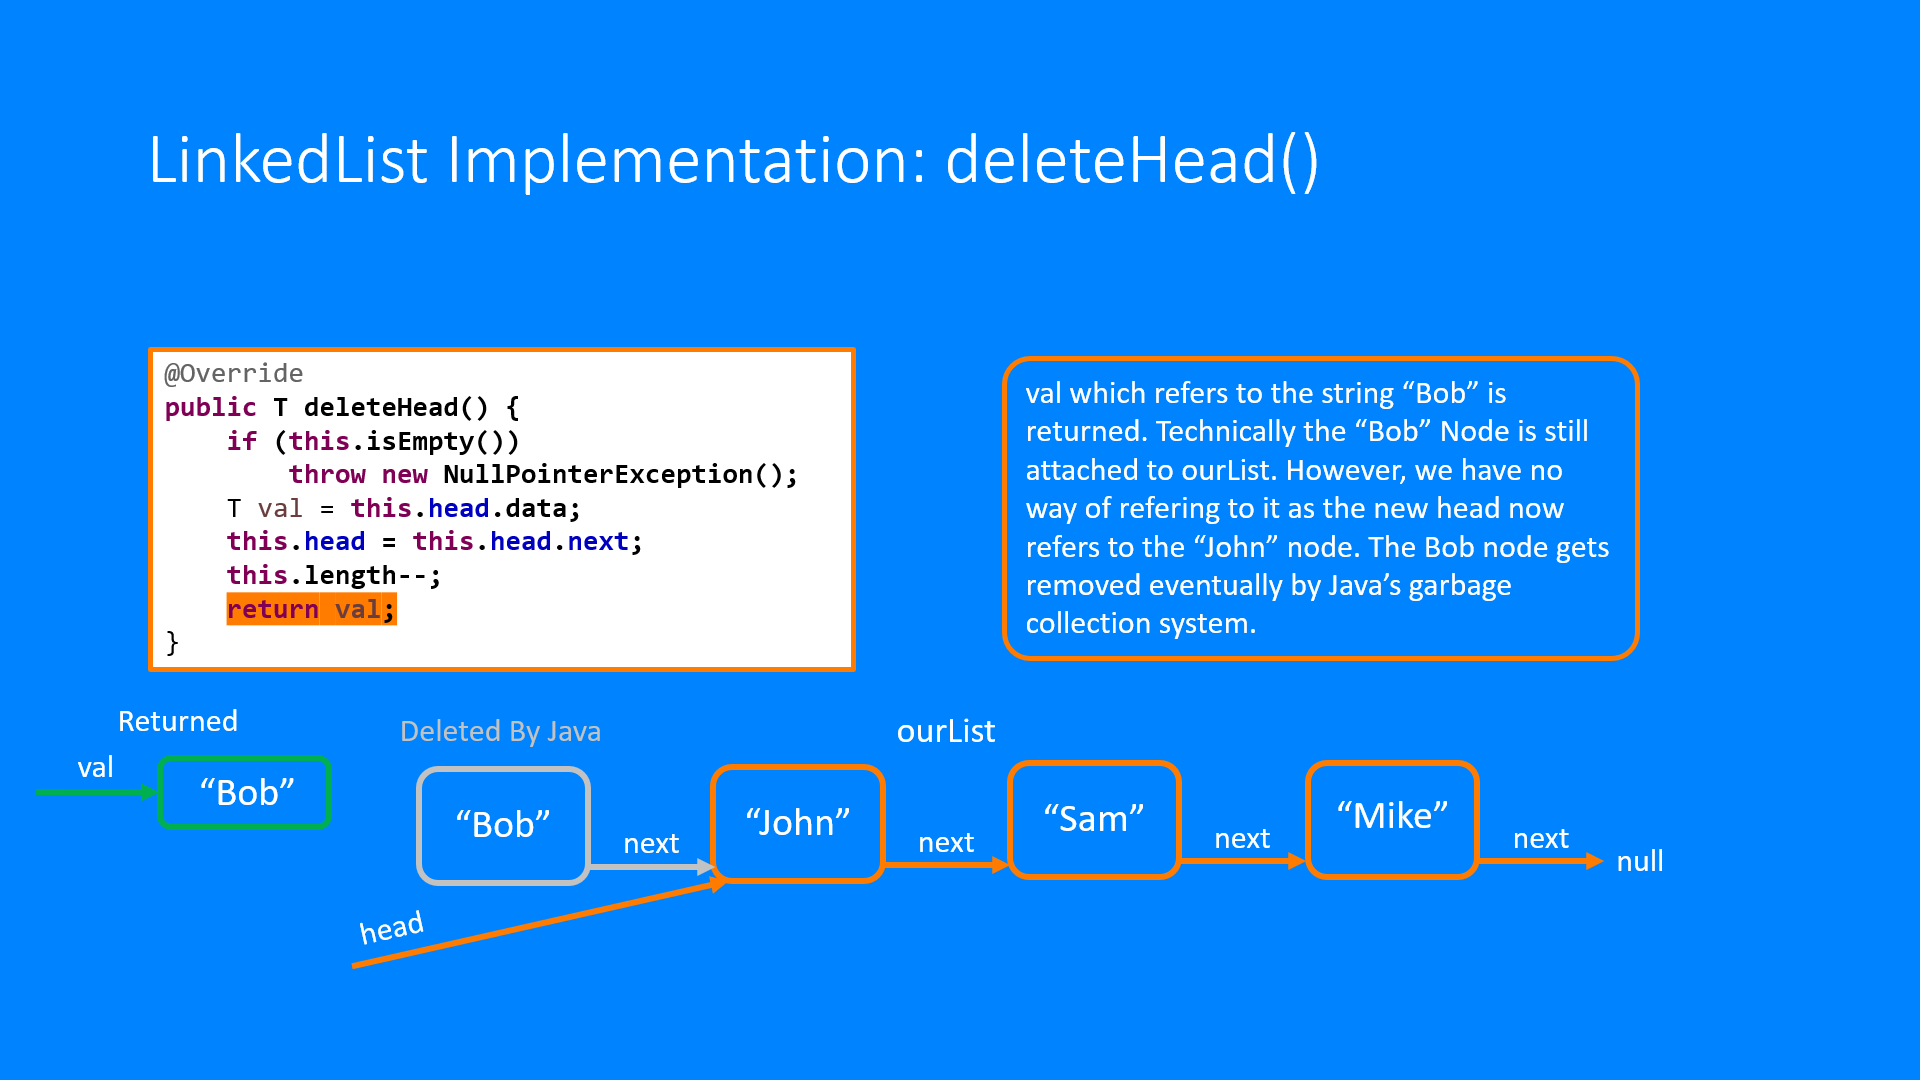 LinkedList Implementation: deleteHead()
@Override
public T deleteHead() {
    if (this.isEmpty())
        throw new NullPointerException();
    T val = this.head.data;
    this.head = this.head.next;
    this.length--;
    return val;
}
val which refers to the string “Bob” is
returned. Technically the “Bob” Node is still
attached to ourList. However, we have no
way of refering to it as the new head now
refers to the “John” node. The Bob node gets
removed eventually by Java’s garbage
collection system.
Returned
val
“Bob”
Deleted By Java
“Bob”
next
head
ourList
“John”
next
“Sam”
next
“Mike”
next
null